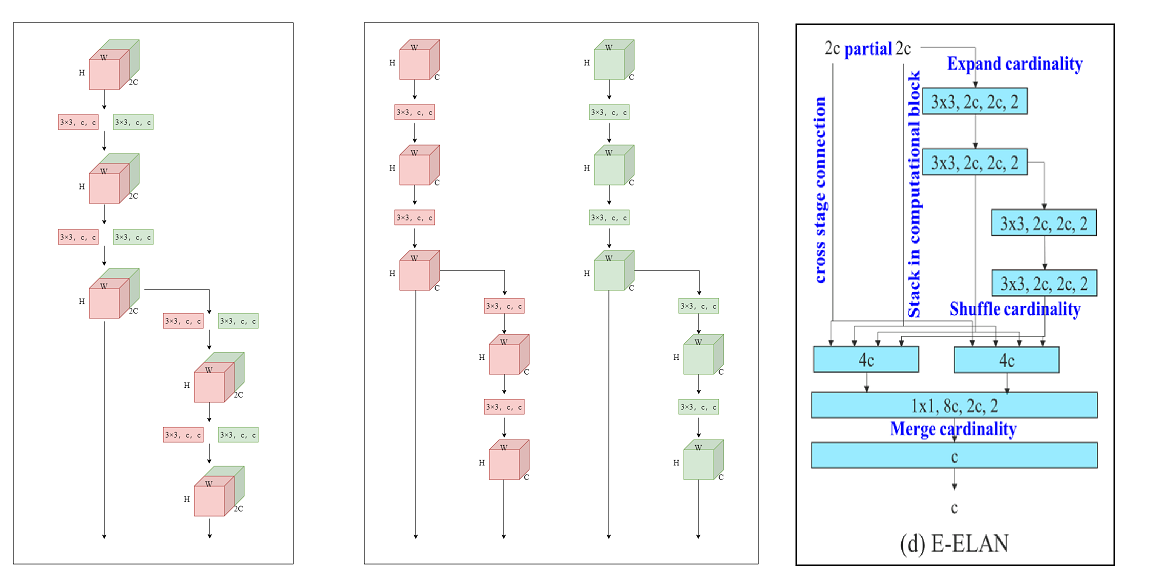 W
H
2C
3×3, c, c 3×3, c, c
W
H
2C
3×3, c, c 3×3, c, c
W
H
2C
3×3, c, c 3×3, c, c
W
H
2C
3×3, c, c 3×3, c, c
W
H
2C
W
H
C
3×3, c, c
W
H
C
3×3, c, c
W
H
C
3×3, c, c
W
H
C
3×3, c, c
W
H
C
W
H
C
3×3, c, c
W
H
C
3×3, c, c
W
H
C
3×3, c, c
W
H
C
3×3, c, c
W
H
C
2c partial 2c
Expand cardinality
cross stage connection
Stack in computational block
3x3, 2c, 2c, 2
3x3, 2c, 2c, 2
3x3, 2c, 2c, 2
3x3, 2c, 2c, 2
Shuffle cardinality
4c 4c
1x1, 8c, 2c, 2
Merge cardinality
c
c
(d) E-ELAN